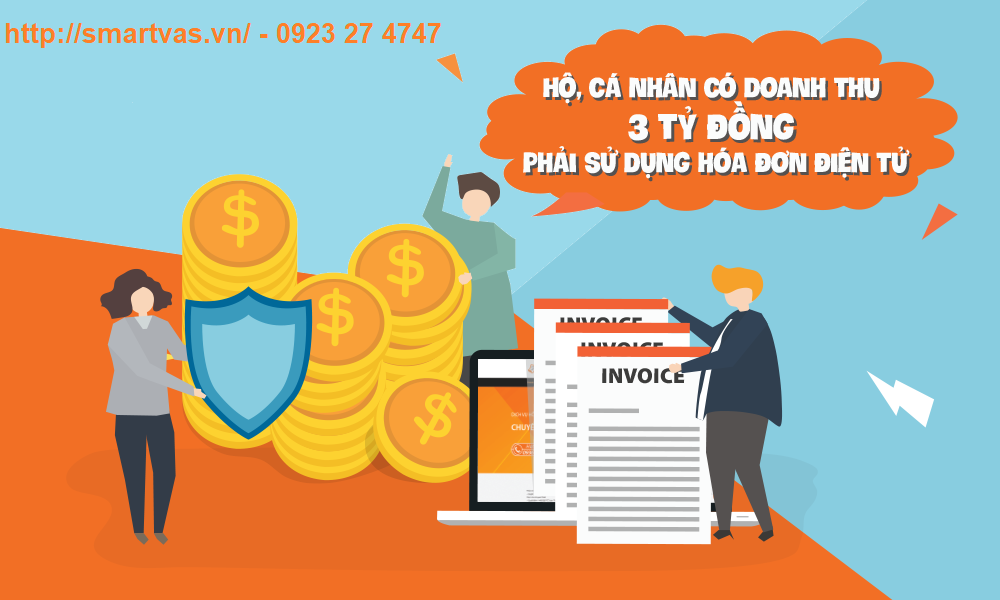 http://smartvas.vn/ - 0923 27 4747
HỘ, CÁ NHÂN CÓ DOANH THU
3 TỶ ĐỒNG
PHẢI SỬ DỤNG HÓA ĐƠN ĐIỆN TỬ
INVOICE
INVOICE
INVOICE